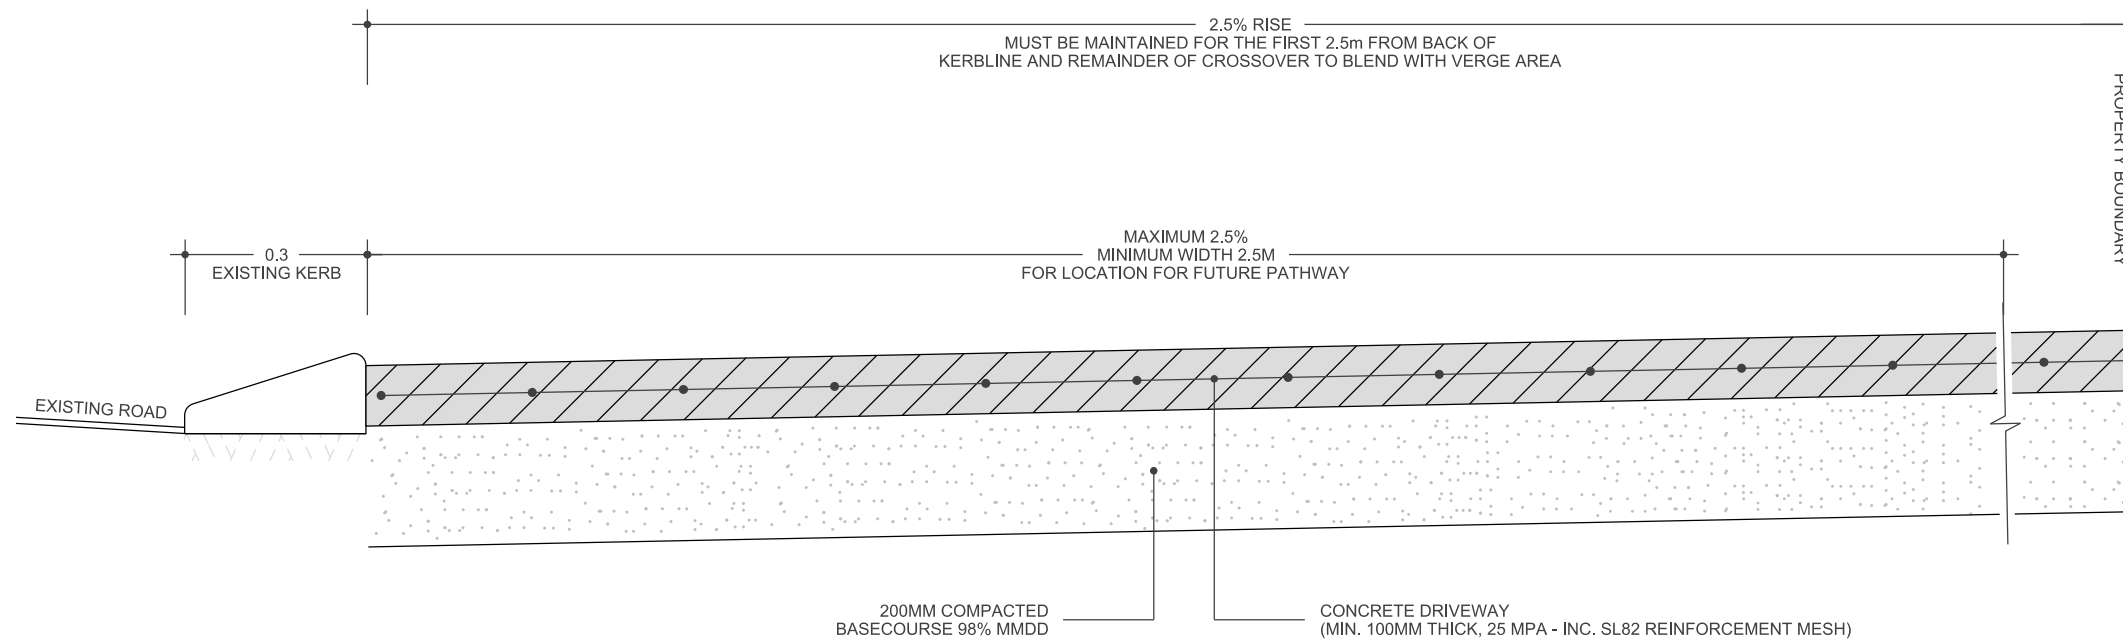 2.5% RISE
MUST BE MAINTAINED FOR THE FIRST 2.5m FROM BACK OF
KERBLINE AND REMAINDER OF CROSSOVER TO BLEND WITH VERGE AREA
PROPERTY BOUNDARY
0.3
EXISTING KERB
MAXIMUM 2.5%
MINIMUM WIDTH 2.5M
FOR LOCATION FOR FUTURE PATHWAY
EXISTING ROAD
200MM COMPACTED
BASECOURSE 98% MMDD
CONCRETE DRIVEWAY
(MIN. 100MM THICK, 25 MPA - INC. SL82 REINFORCEMENT MESH)